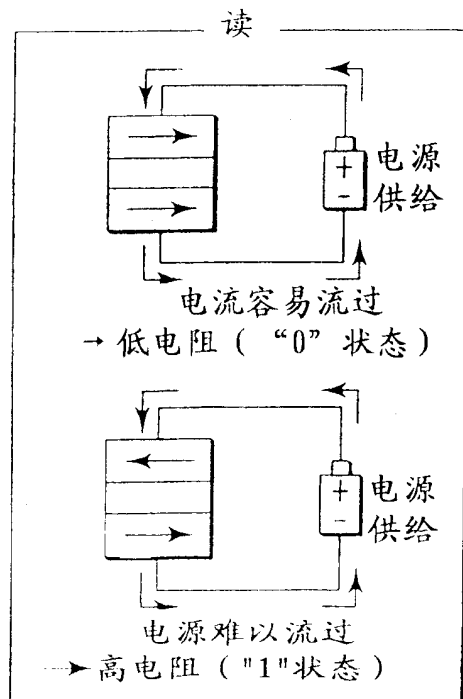 读
+
-
电源
供给
电流容易流过
→ 低电阻 ( “0” 状态 )
+
-
电源
供给
电源难以流过
→ 高电阻 ("1"状态 )